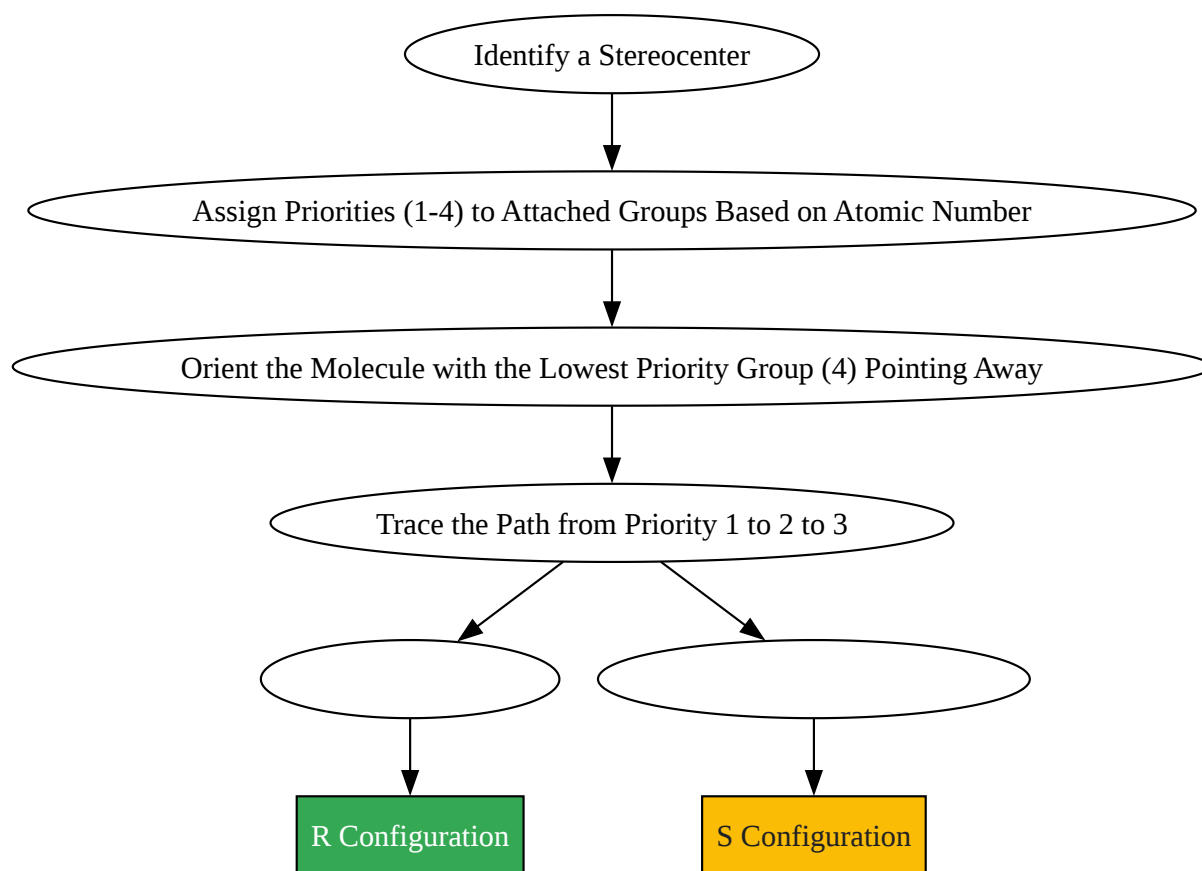 Identify a Stereocenter
Assign Priorities (1-4) to Attached Groups Based on Atomic Number
Orient the Molecule with the Lowest Priority Group (4) Pointing Away
Trace the Path from Priority 1 to 2 to 3
R Configuration
S Configuration